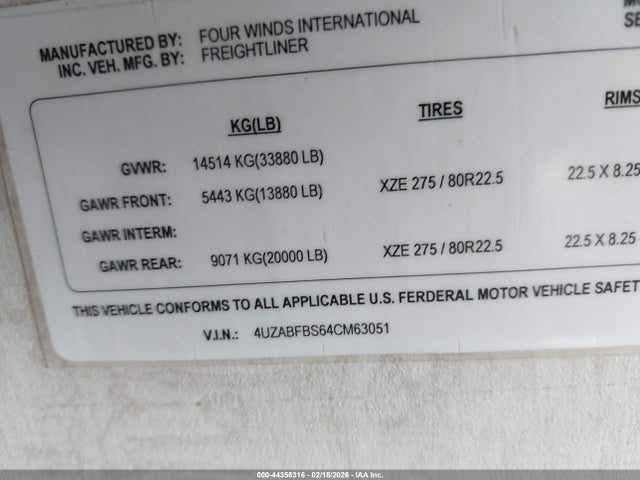 MANUFACTURED BY: FOUR WINDS INTERNATIONAL
INC. VEH. MFG. BY: FREIGHTLINER
KG(LB) TIRES RIMS
GVWR: 14514 KG(33880 LB)
GAWR FRONT: 5443 KG(13880 LB) XZE 275 / 80R22.5 22.5 X 8.25
GAWR INTERM:
GAWR REAR: 9071 KG(20000 LB) XZE 275 / 80R22.5 22.5 X 8.25
THIS VEHICLE CONFORMS TO ALL APPLICABLE U.S. FERDERAL MOTOR VEHICLE SAFET
V.I.N.: 4UZABFBS64CM63051
000-44356316 - 02/18/2026 - IAA Inc.